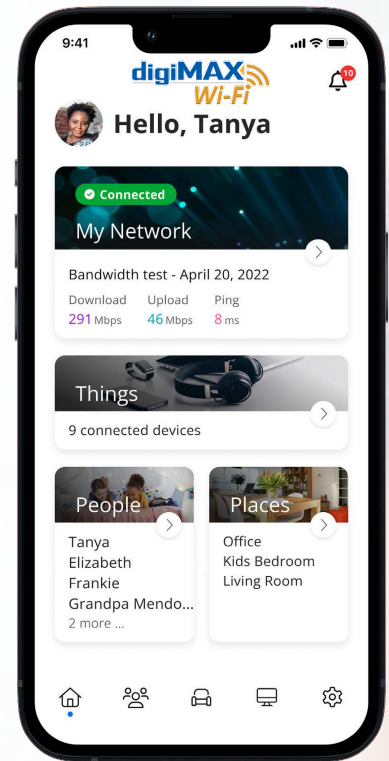 9:41
digiMAX
Wi-Fi
10
Hello, Tanya
Connected
My Network
Bandwidth test - April 20, 2022
Download Upload Ping
291 Mbps 46 Mbps 8 ms
Things
9 connected devices
People
Tanya
Elizabeth
Frankie
Grandpa Mendo...
2 more ...
Places
Office
Kids Bedroom
Living Room